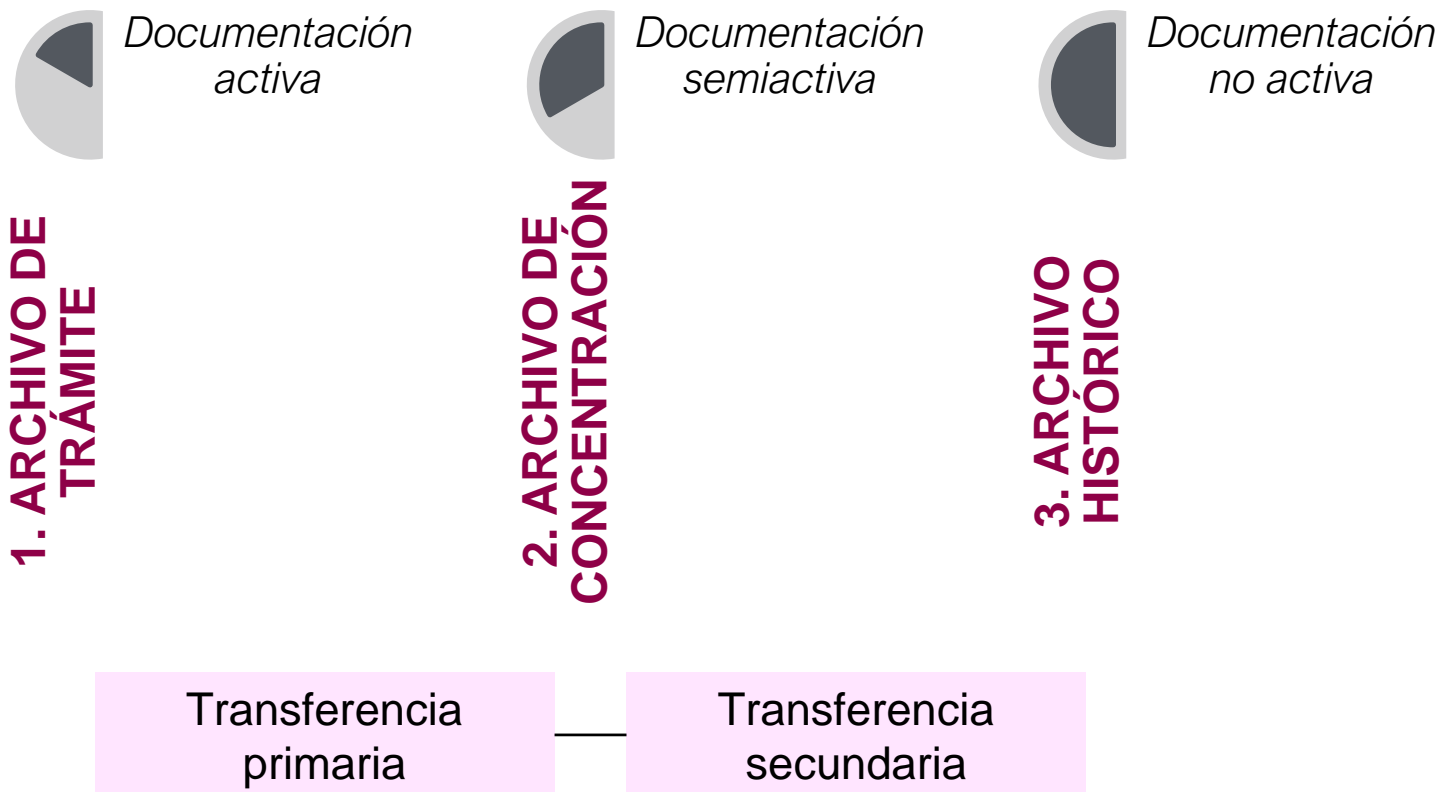 Documentación
activa
1. ARCHIVO DE
TRÁMITE
Documentación
semiactiva
2. ARCHIVO DE
CONCENTRACIÓN
Documentación
no activa
3. ARCHIVO
HISTÓRICO
Transferencia
primaria
Transferencia
secundaria